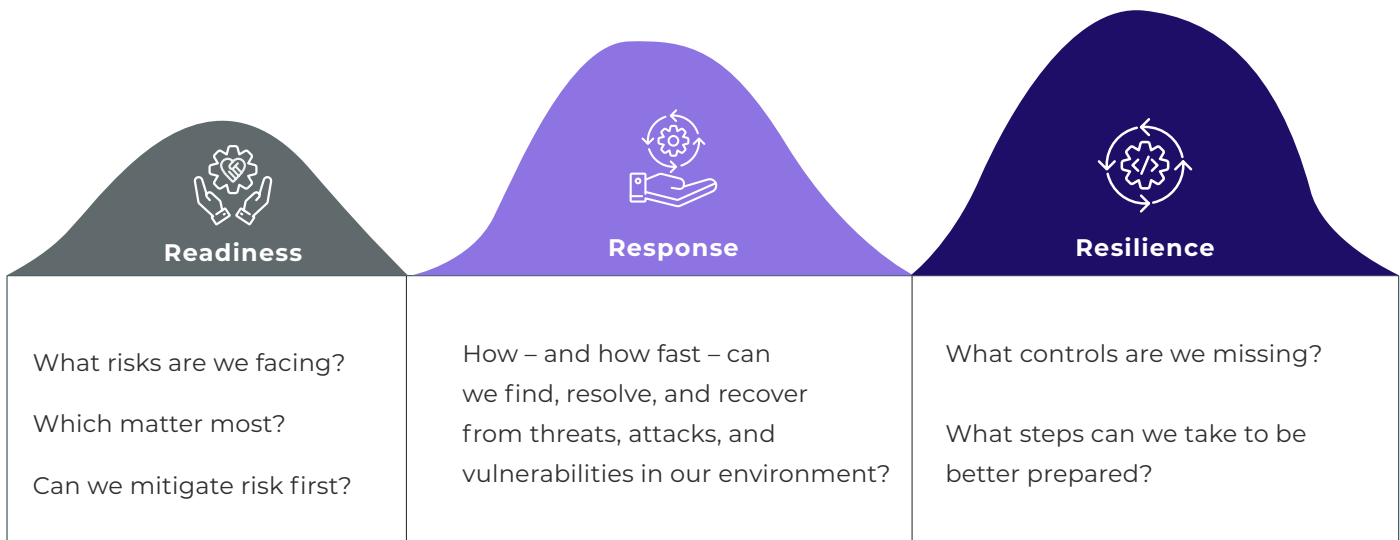 Readiness
What risks are we facing?
Which matter most?
Can we mitigate risk first?
Response
How – and how fast – can
we find, resolve, and recover
from threats, attacks, and
vulnerabilities in our environment?
Resilience
What controls are we missing?
What steps can we take to be
better prepared?